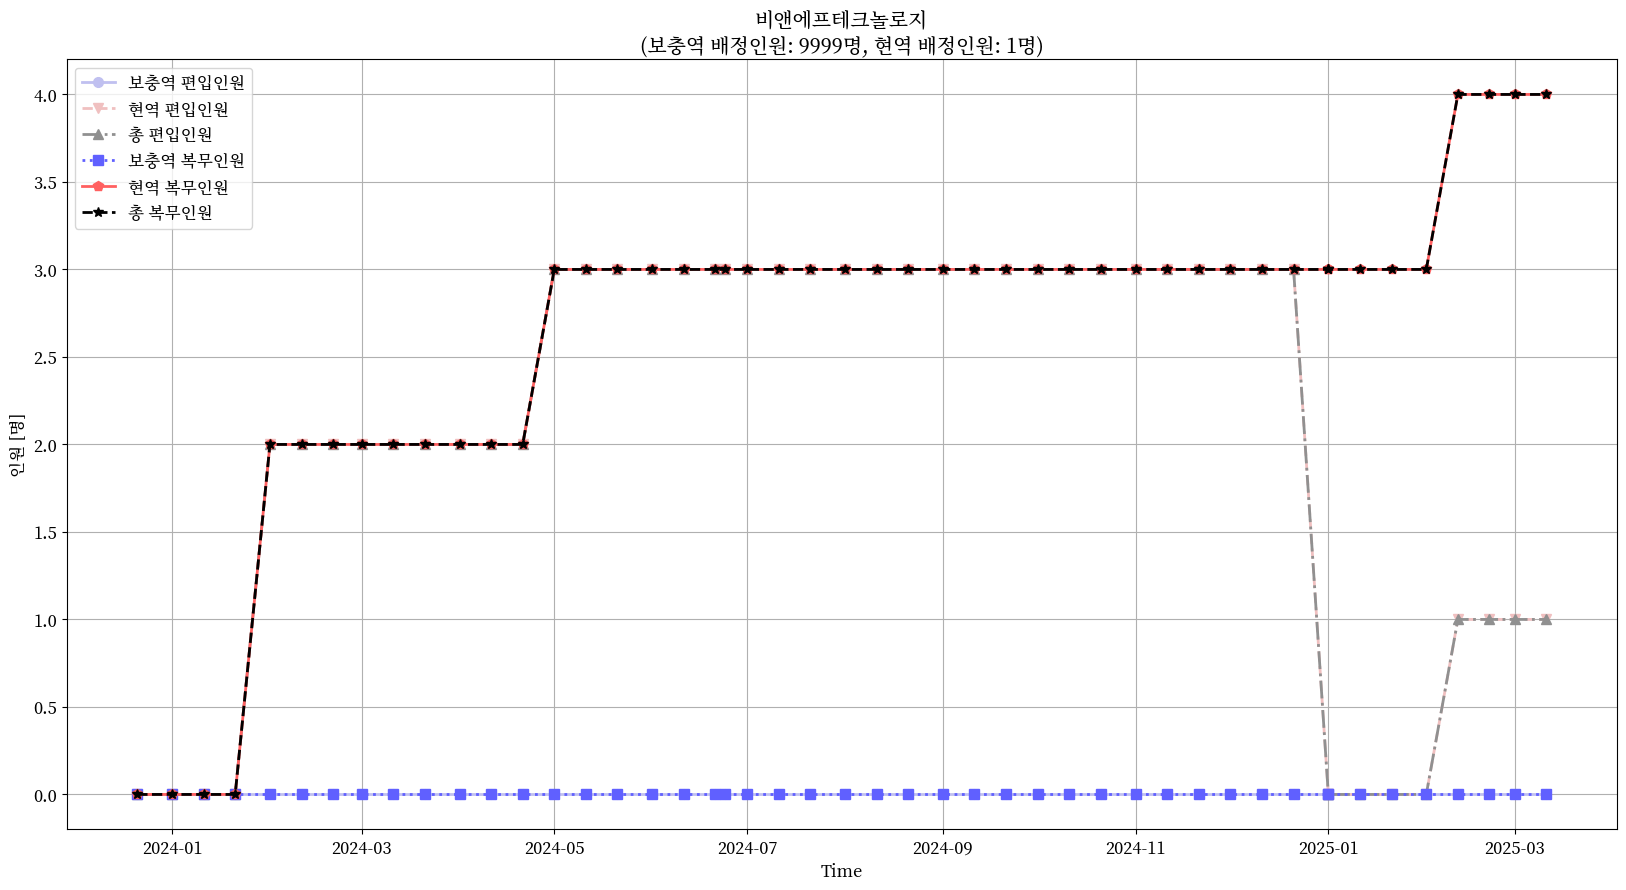 비앤에프테크놀로지
(보충역 배정인원: 9999명, 현역 배정인원: 1명)
보충역 편입인원
현역 편입인원
총 편입인원
보충역 복무인원
현역 복무인원
총 복무인원
4.0
3.5
3.0
2.5
2.0
1.5
1.0
0.5
0.0
인원 [명]
2024-01
2024-03
2024-05
2024-07
2024-09
2024-11
2025-01
2025-03
Time